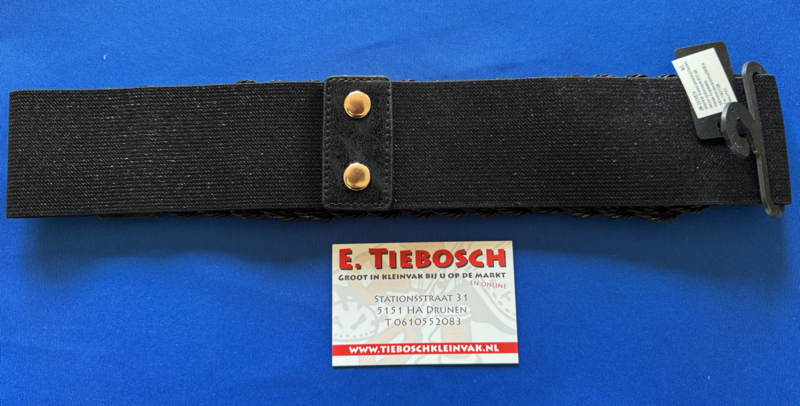 E. TIEBOSCH
GROOT IN KLEINVAK BIJ U OP DE MARKT
EN ONLINE
STATIONSSTRAAT 31
5151 HA DRUNEN
T 0610552083
WWW.TIEBOSCHKLEINVAK.NL